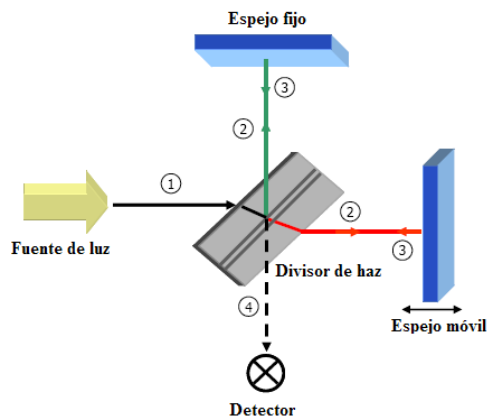 Espejo fijo
③
②
①
②
③
Fuente de luz
Divisor de haz
④
Espejo móvil
Detector